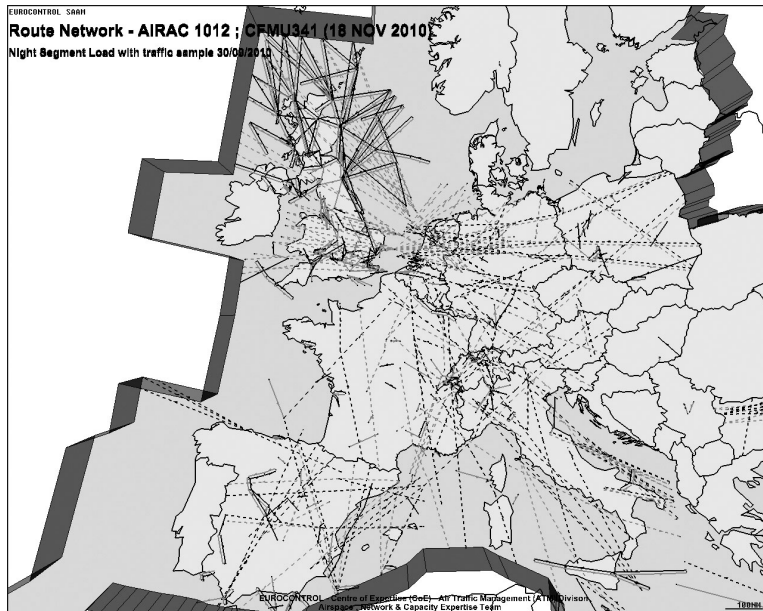 EUROCONTROL SAAM
Route Network - AIRAC 1012 ; CFMU341 (18 NOV 2010)
Night Segment Load with traffic sample 30/09/2010
EUROCONTROL - Centre of Expertise (CoE) - Air Traffic Management (ATM) Divison
Airspace, Network & Capacity Expertise Team
100NM